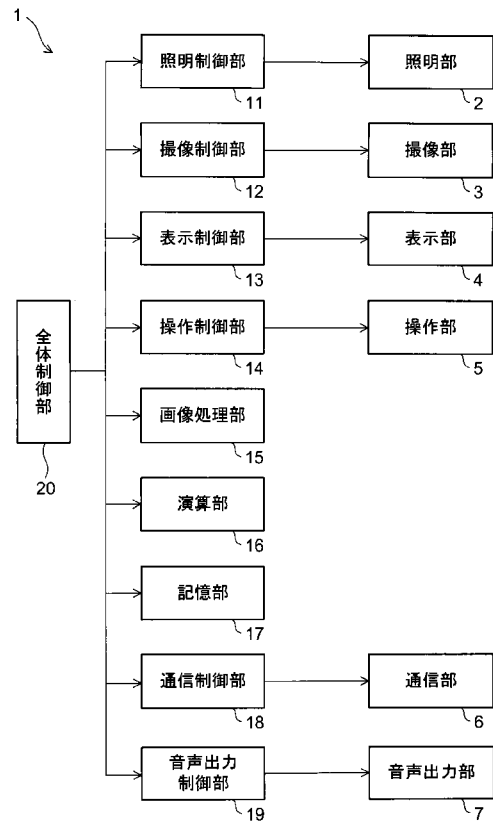 1
照明制御部
11
照明部
2
撮像制御部
12
撮像部
3
表示制御部
13
表示部
4
全体制御部
20
操作制御部
14
操作部
5
画像処理部
15
演算部
16
記憶部
17
通信制御部
18
通信部
6
音声出力
制御部
19
音声出力部
7